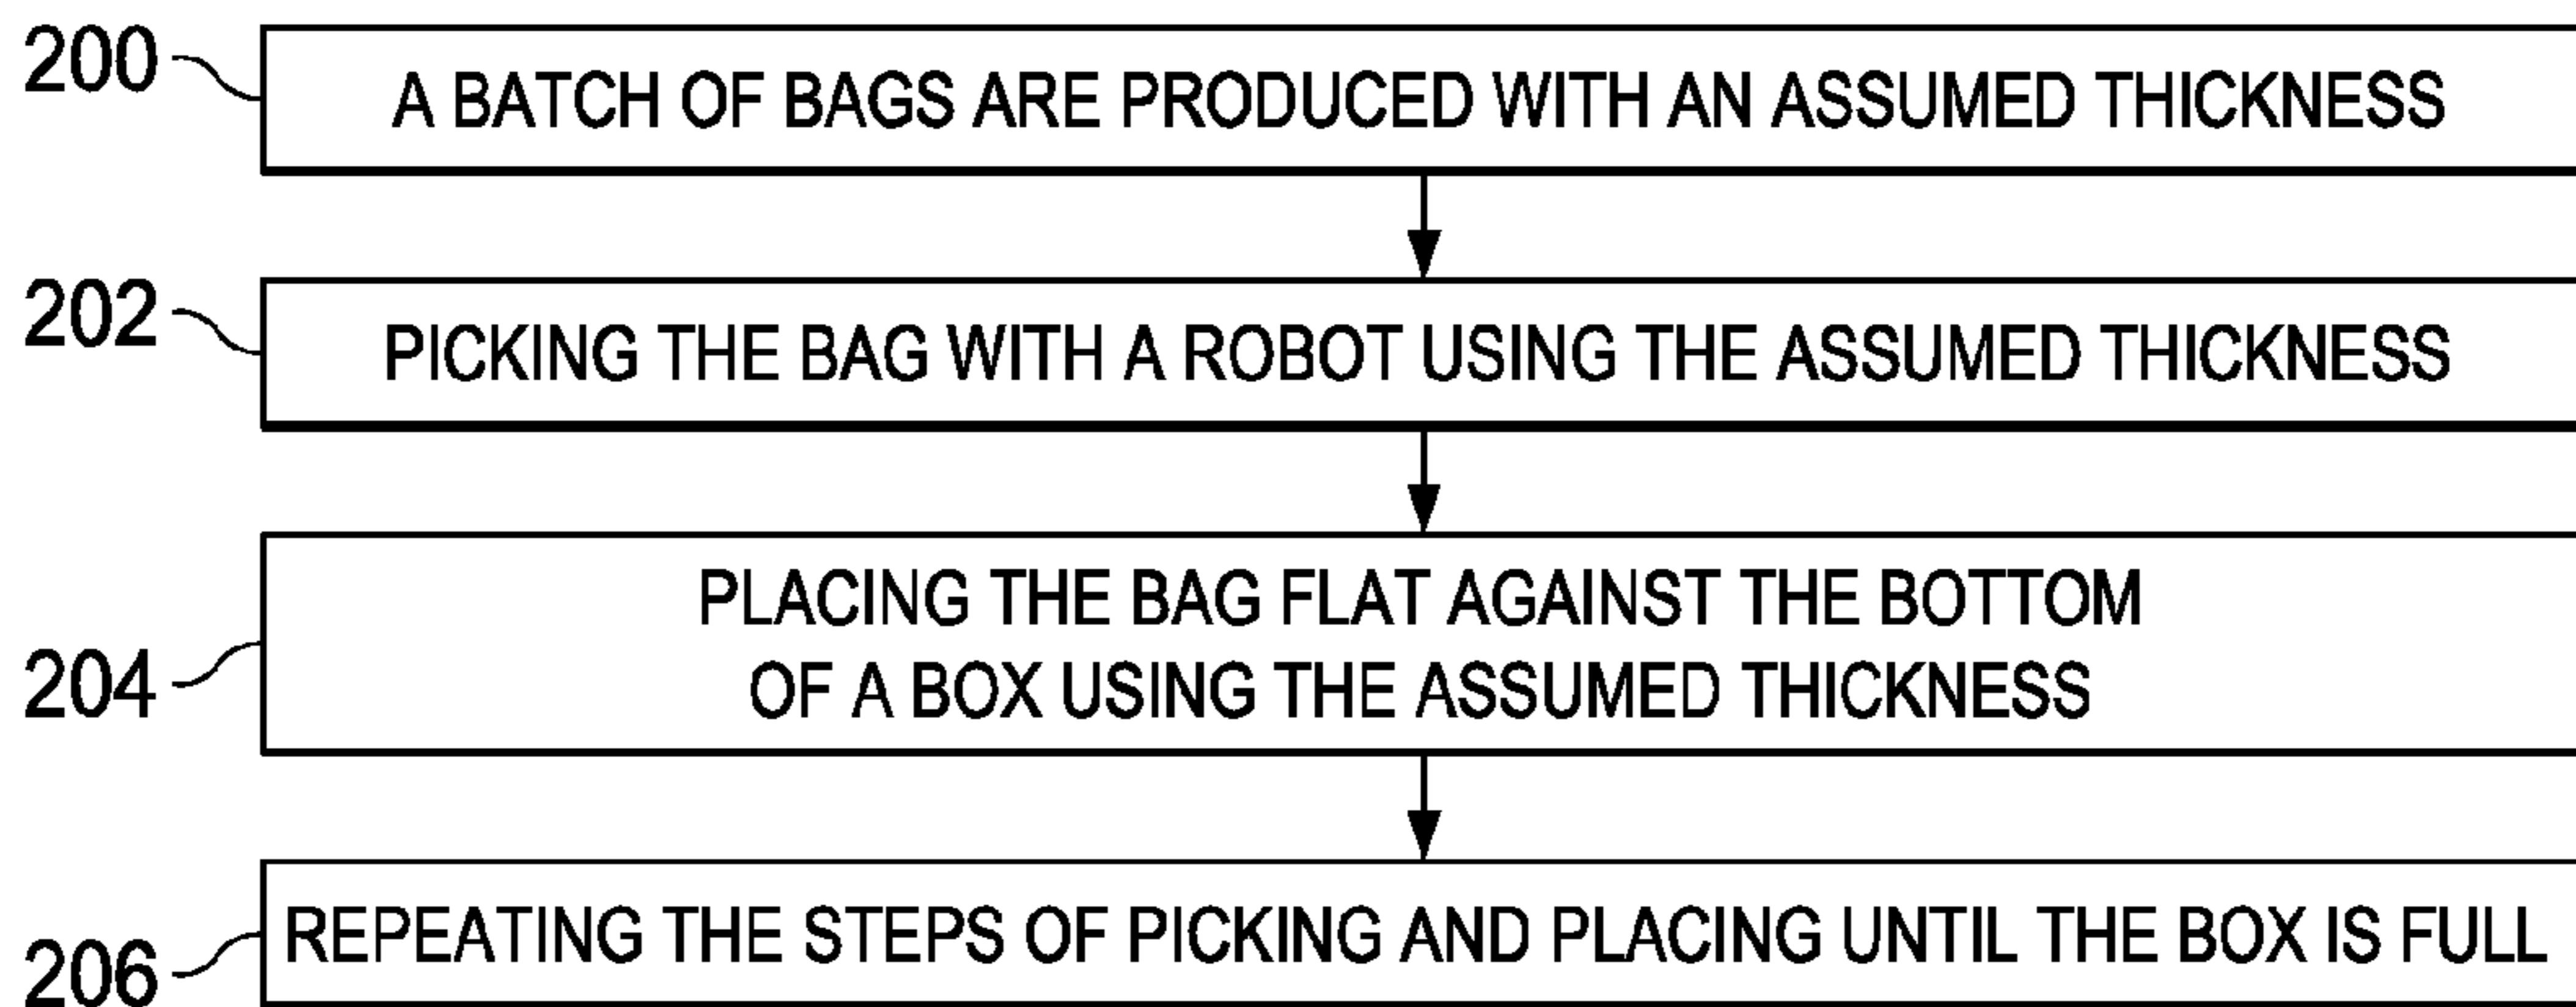 200
A BATCH OF BAGS ARE PRODUCED WITH AN ASSUMED THICKNESS
202
PICKING THE BAG WITH A ROBOT USING THE ASSUMED THICKNESS
204
PLACING THE BAG FLAT AGAINST THE BOTTOM
OF A BOX USING THE ASSUMED THICKNESS
206
REPEATING THE STEPS OF PICKING AND PLACING UNTIL THE BOX IS FULL